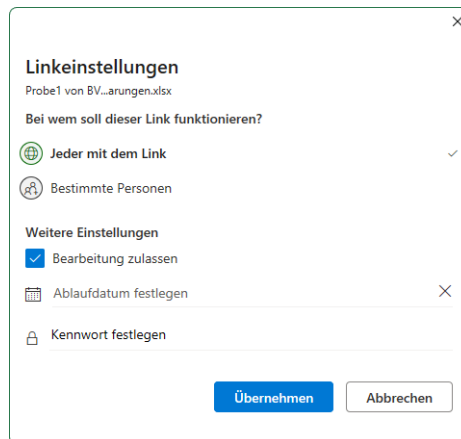 Linkeinstellungen
Probe1 von BV...arungen.xlsx
Bei wem soll dieser Link funktionieren?
Jeder mit dem Link
Bestimmte Personen
Weitere Einstellungen
Bearbeitung zulassen
Ablaufdatum festlegen
Kennwort festlegen
Übernehmen Abbrechen